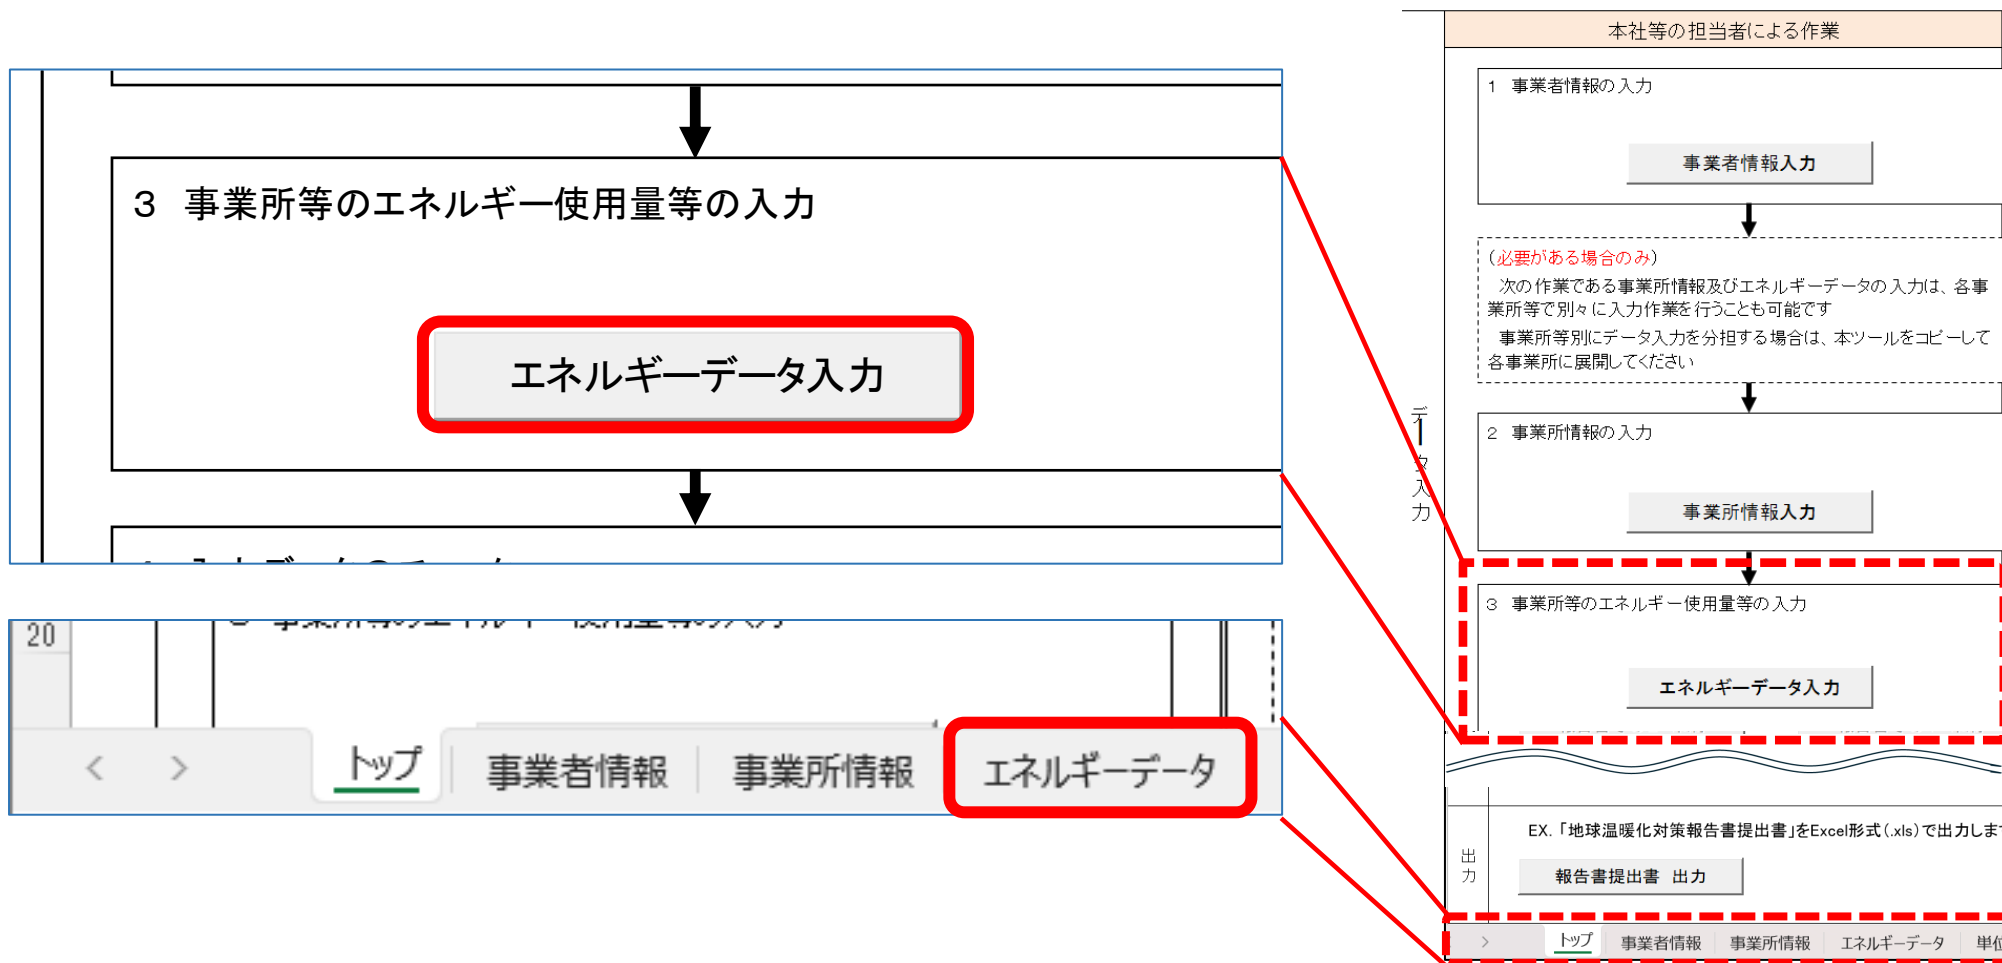 3 事業所等のエネルギー使用量等の入力
エネルギーデータ入力
20
トップ
事業者情報
事業所情報
エネルギーデータ
本社等の担当者による作業
データ入力
1 事業者情報の入力
事業者情報入力
(必要がある場合のみ)
次の作業である事業所情報及びエネルギーデータの入力は、各事
業所等で別々に入力作業を行うことも可能です
事業所等別にデータ入力を分担する場合は、本ツールをコピーして
各事業所に展開してください
2 事業所情報の入力
事業所情報入力
3 事業所等のエネルギー使用量等の入力
エネルギーデータ入力
出力
EX.「地球温暖化対策報告書提出書」をExcel形式(.xls)で出力しま
報告書提出書 出力
トップ
事業者情報
事業所情報
エネルギーデータ
単位